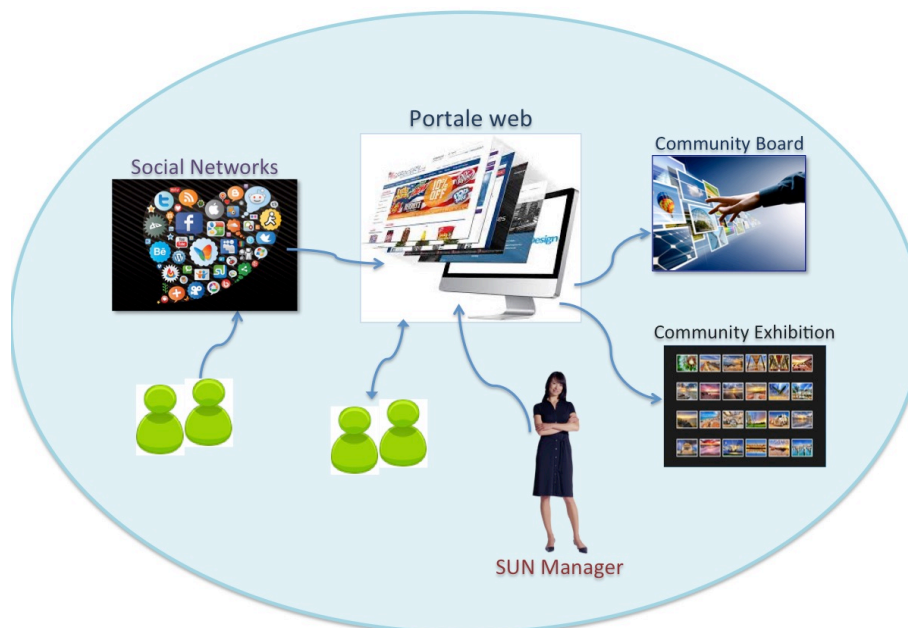 Portale web
Social Networks
Community Board
Community Exhibition
SUN Manager